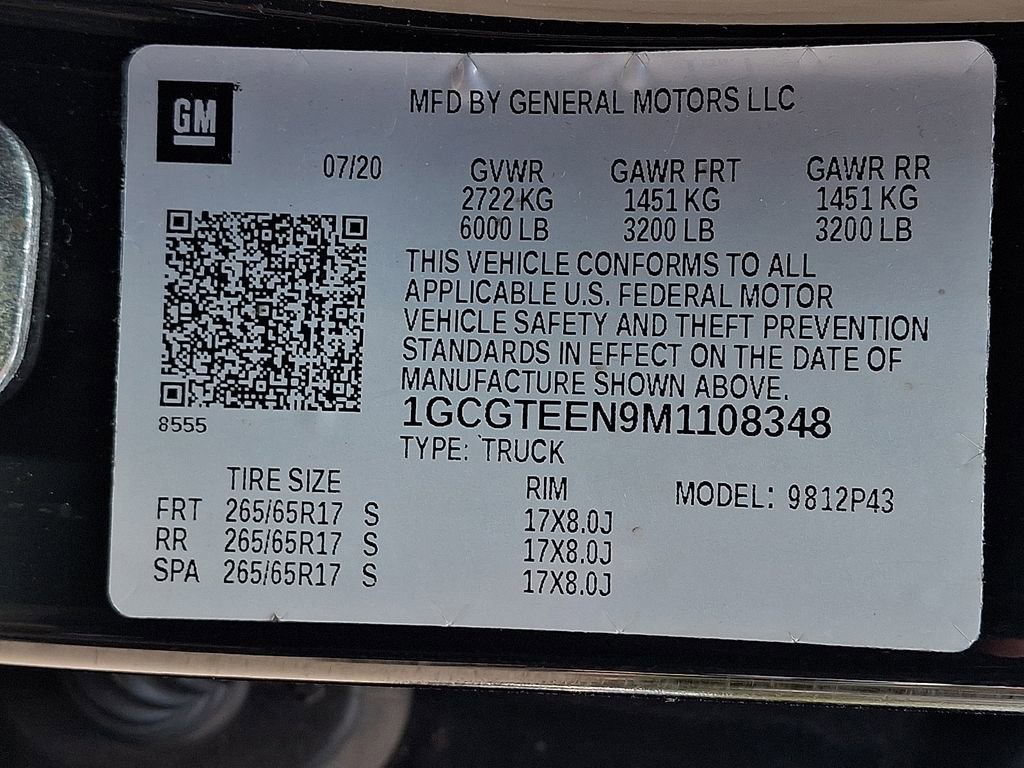 GM
MFD BY GENERAL MOTORS LLC
07/20
GVWR GAWR FRT GAWR RR
2722 KG 1451 KG 1451 KG
6000 LB 3200 LB 3200 LB
THIS VEHICLE CONFORMS TO ALL
APPLICABLE U.S. FEDERAL MOTOR
VEHICLE SAFETY AND THEFT PREVENTION
STANDARDS IN EFFECT ON THE DATE OF
MANUFACTURE SHOWN ABOVE.
1GCGTEEN9M1108348
8555
TYPE: TRUCK
TIRE SIZE RIM MODEL: 9812P43
FRT 265/65R17 S 17X8.0J
RR 265/65R17 S 17X8.0J
SPA 265/65R17 S 17X8.0J